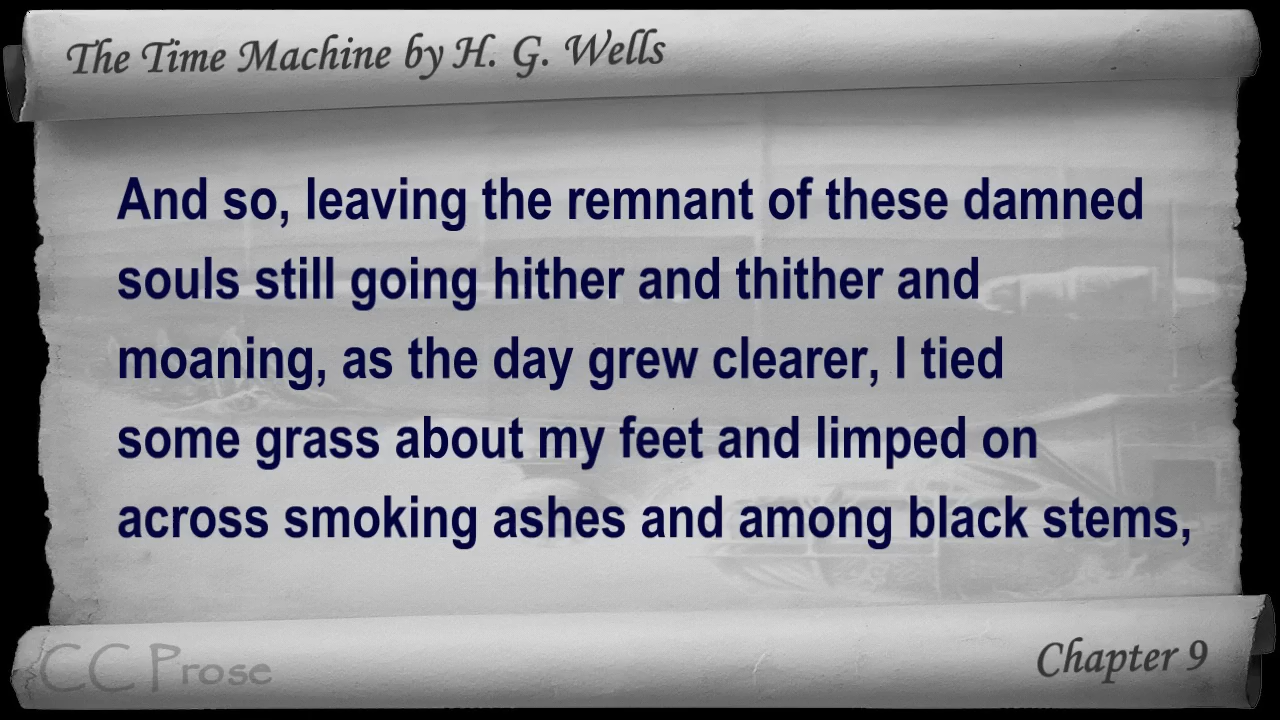 The Time Machine by H. G. Wells
And so, leaving the remnant of these damned
souls still going hither and thither and
moaning, as the day grew clearer, I tied
some grass about my feet and limped on
across smoking ashes and among black stems,
CC Prose
Chapter 9